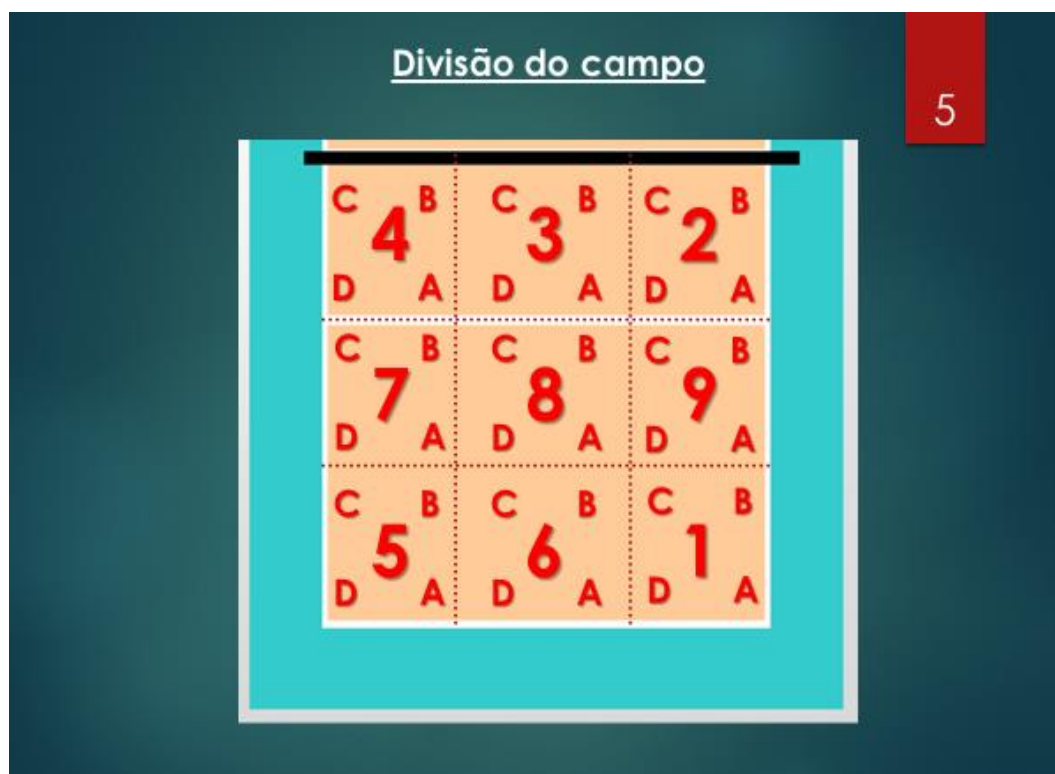 Divisão do campo
5
C B C B C B
4 3 2
D A D A D A
C B C B C B
7 8 9
D A D A D A
C B C B C B
5 6 1
D A D A D A